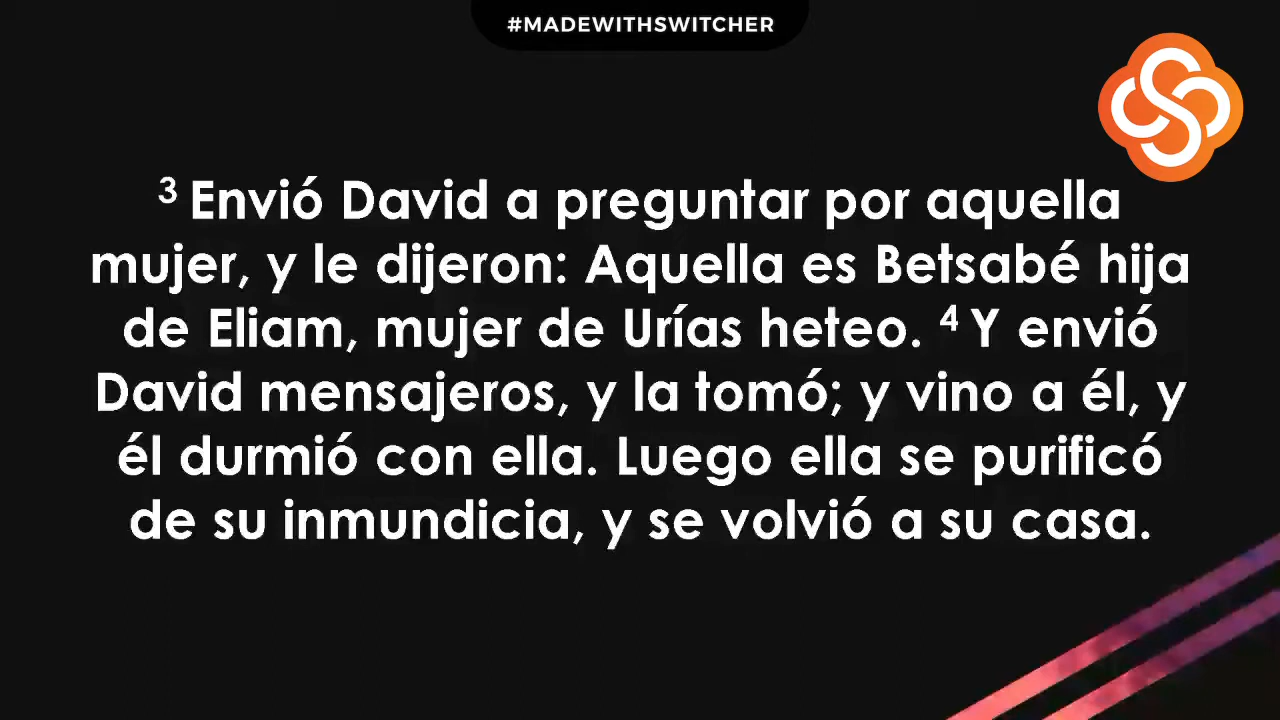 #MADEWITHSWITCHER
³ Envió David a preguntar por aquella
mujer, y le dijeron: Aquella es Betsabé hija
de Eliam, mujer de Urías heteo. ⁴ Y envió
David mensajeros, y la tomó; y vino a él, y
él durmió con ella. Luego ella se purificó
de su inmundicia, y se volvió a su casa.